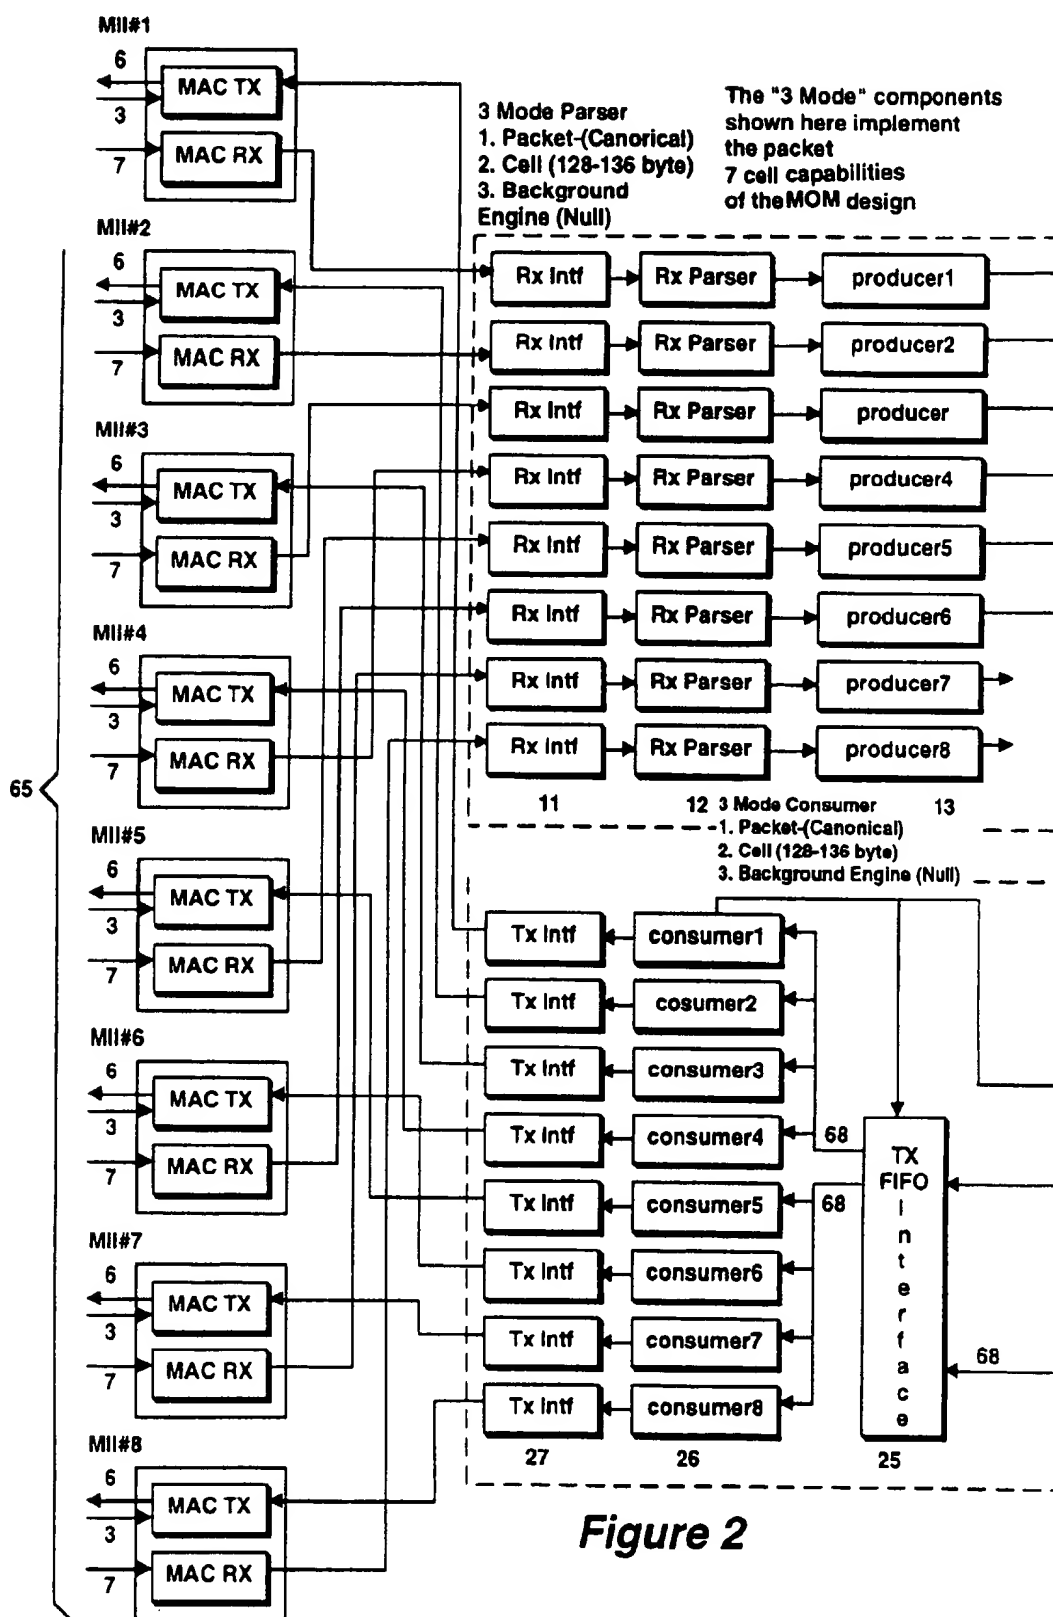 MII#1
6
MAC TX
3
7
MAC RX
3 Mode Parser
1. Packet-(Canorical)
2. Cell (128-136 byte)
3. Background
Engine (Null)
The "3 Mode" components
shown here implement
the packet
7 cell capabilities
of theMOM design
MII#2
6
MAC TX
3
7
MAC RX
MII#3
6
MAC TX
3
7
MAC RX
MII#4
6
MAC TX
3
7
MAC RX
65
MII#5
6
MAC TX
3
7
MAC RX
MII#6
6
MAC TX
3
7
MAC RX
MII#7
6
MAC TX
3
7
MAC RX
MII#8
6
MAC TX
3
7
MAC RX
Rx Intf
Rx Parser
producer1
Rx Intf
Rx Parser
producer2
Rx Intf
Rx Parser
producer
Rx Intf
Rx Parser
producer4
Rx Intf
Rx Parser
producer5
Rx Intf
Rx Parser
producer6
Rx Intf
Rx Parser
producer7
Rx Intf
Rx Parser
producer8
11
12
13
3 Mode Consumer
1. Packet-(Canonical)
2. Cell (128-136 byte)
3. Background Engine (Null)
Tx Intf
consumer1
Tx Intf
cosumer2
Tx Intf
consumer3
Tx Intf
consumer4
68
Tx Intf
consumer5
68
Tx Intf
consumer6
Tx Intf
consumer7
Tx Intf
consumer8
TX
FIFO
I
n
t
e
r
f
a
c
e
68
27
26
25
Figure 2